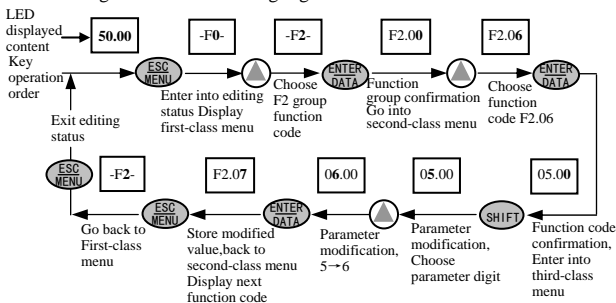 LED
displayed
content
Key
operation
order
50.00
ESC
MENU
-F0-
Enter into editing
status Display
first-class menu
-F2-
Choose
F2 group
function
code
ENTER
DATA
F2.00
Function
group confirmation
Go into
second-class menu
F2.06
Choose
function
code F2.06
ENTER
DATA
Exit editing
status
ESC
MENU
-F2-
Go back to
First-class
menu
ESC
MENU
F2.07
Store modified
value,back to
second-class menu
Display next
function code
ENTER
DATA
06.00
Parameter
modification,
5→6
05.00
Parameter
modification,
Choose
parameter digit
SHIFT
05.00
Function code
confirmation,
Enter into
third-class
menu